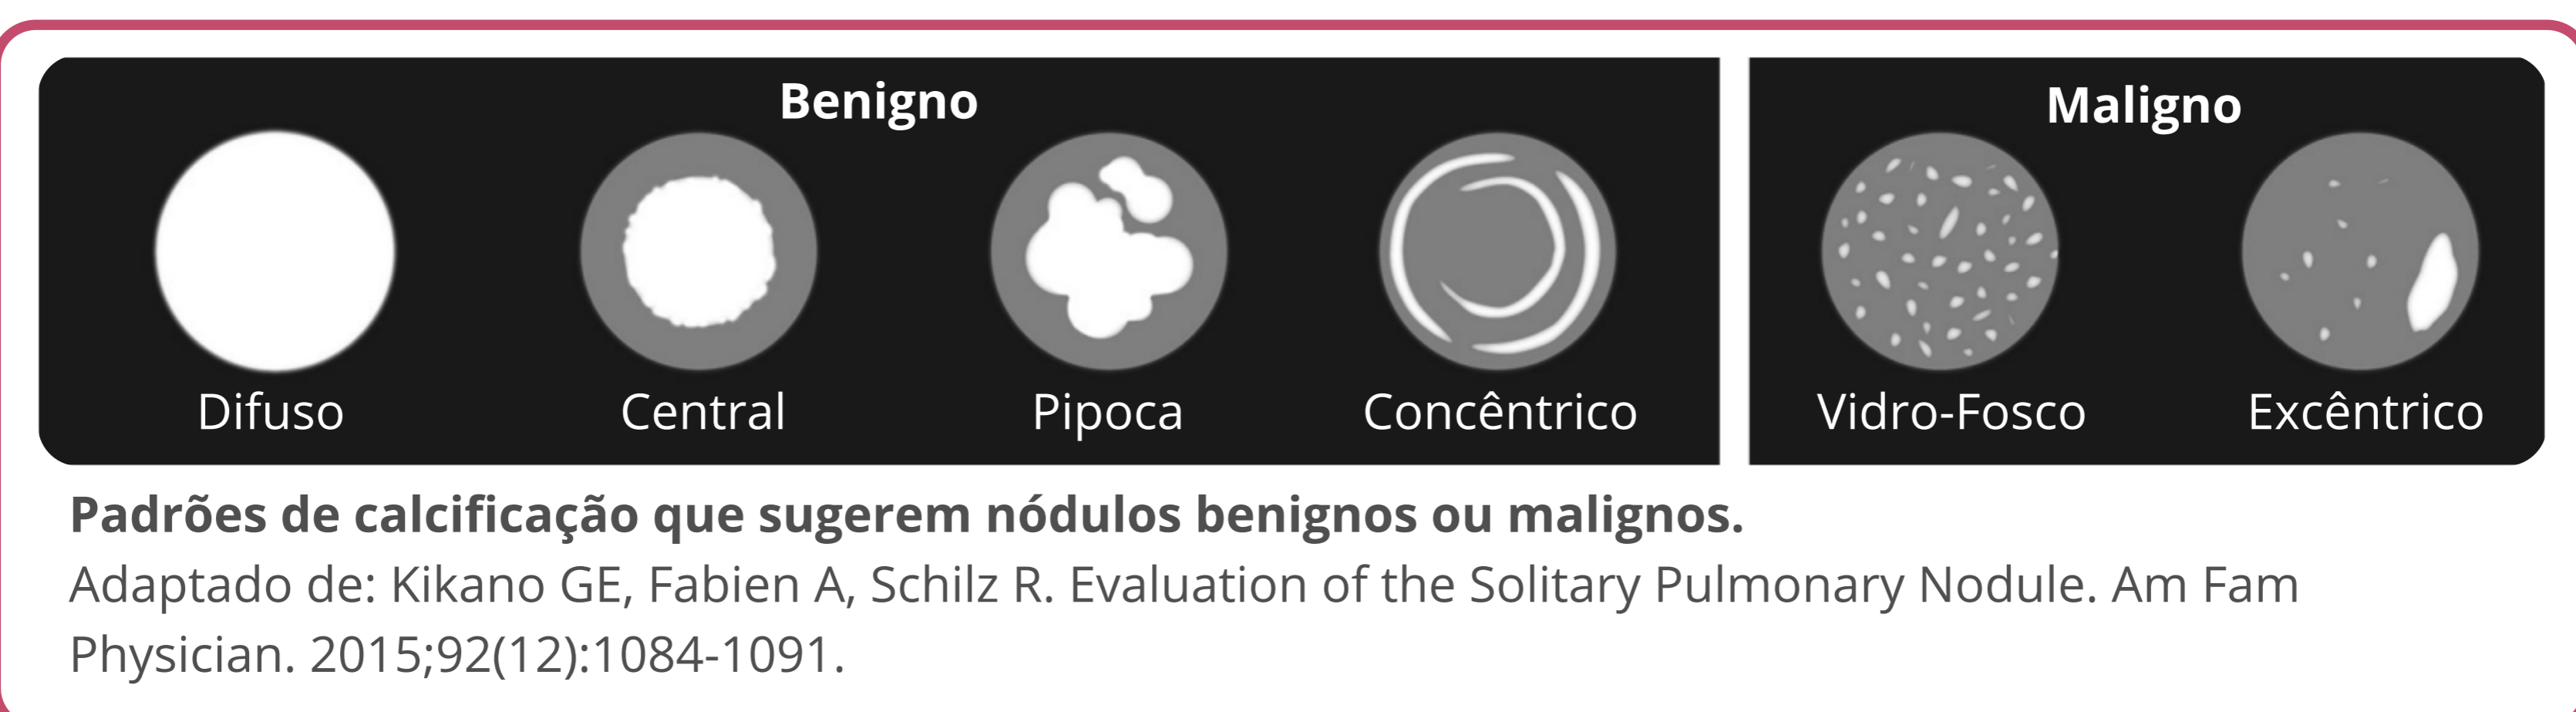 Benigno
Maligno
Difuso
Central
Pipoca
Concêntrico
Vidro-Fosco
Excêntrico
Padrões de calcificação que sugerem nódulos benignos ou malignos.
Adaptado de: Kikano GE, Fabien A, Schilz R. Evaluation of the Solitary Pulmonary Nodule. Am Fam
Physician. 2015;92(12):1084-1091.